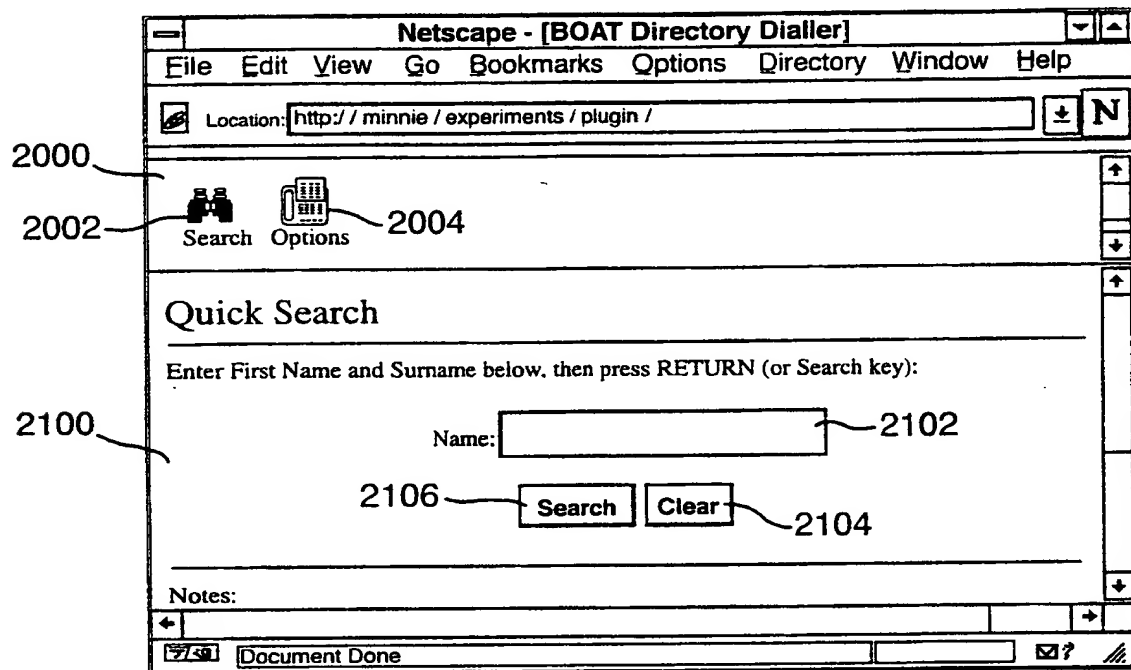 Netscape - [BOAT Directory Dialler]
File Edit View Go Bookmarks Options Directory Window Help
Location: http:/ / minnie / experiments / plugin / N
2000
2002 2004
Search Options
Quick Search
Enter First Name and Surname below, then press RETURN (or Search key):
2100 Name: 2102
2106 Search Clear 2104
Notes:
Document Done ?